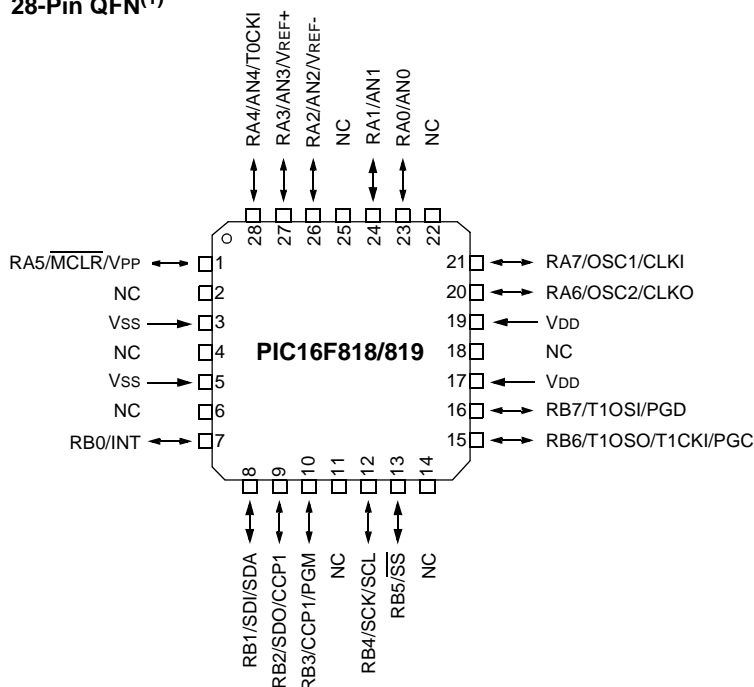 28-Pin QFN(1)
RA4/AN4/T0CKI
RA3/AN3/VREF+
RA2/AN2/VREF-
NC
RA1/AN1
RA0/AN0
NC
28
27
26
25
24
23
22
RA5/MCLR/VPP
1
NC
2
VSS
3
NC
4
VSS
5
NC
6
RB0/INT
7
PIC16F818/819
21
RA7/OSC1/CLKI
20
RA6/OSC2/CLKO
19
VDD
18
NC
17
VDD
16
RB7/T1OSI/PGD
15
RB6/T1OSO/T1CKI/PGC
8
9
10
11
12
13
14
RB1/SDI/SDA
RB2/SDO/CCP1
RB3/CCP1/PGM
NC
RB4/SCK/SCL
RB5/SS
NC